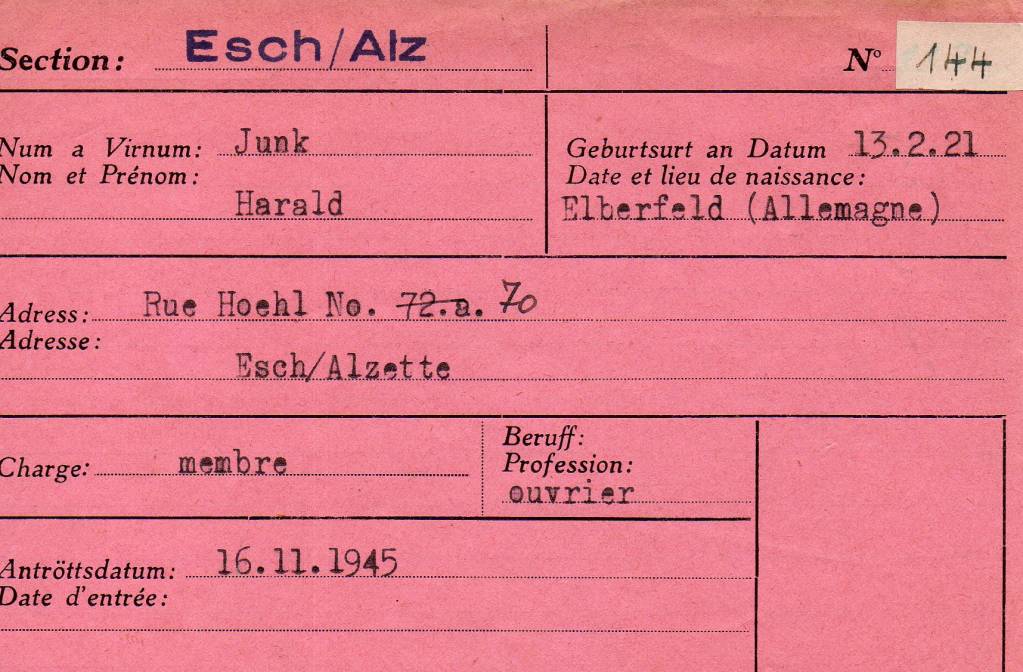 Section: Esch/Alz
Nº 144
Num a Virnum: Junk
Nom et Prénom:
Harald
Geburtsurt an Datum 13.2.21
Date et lieu de naissance:
Elberfeld (Allemagne)
Adress: Rue Hoehl No. 72.a. 70
Adresse:
Esch/Alzette
Charge: membre
Beruff:
Profession:
ouvrier
Antröttsdatum: 16.11.1945
Date d'entrée: